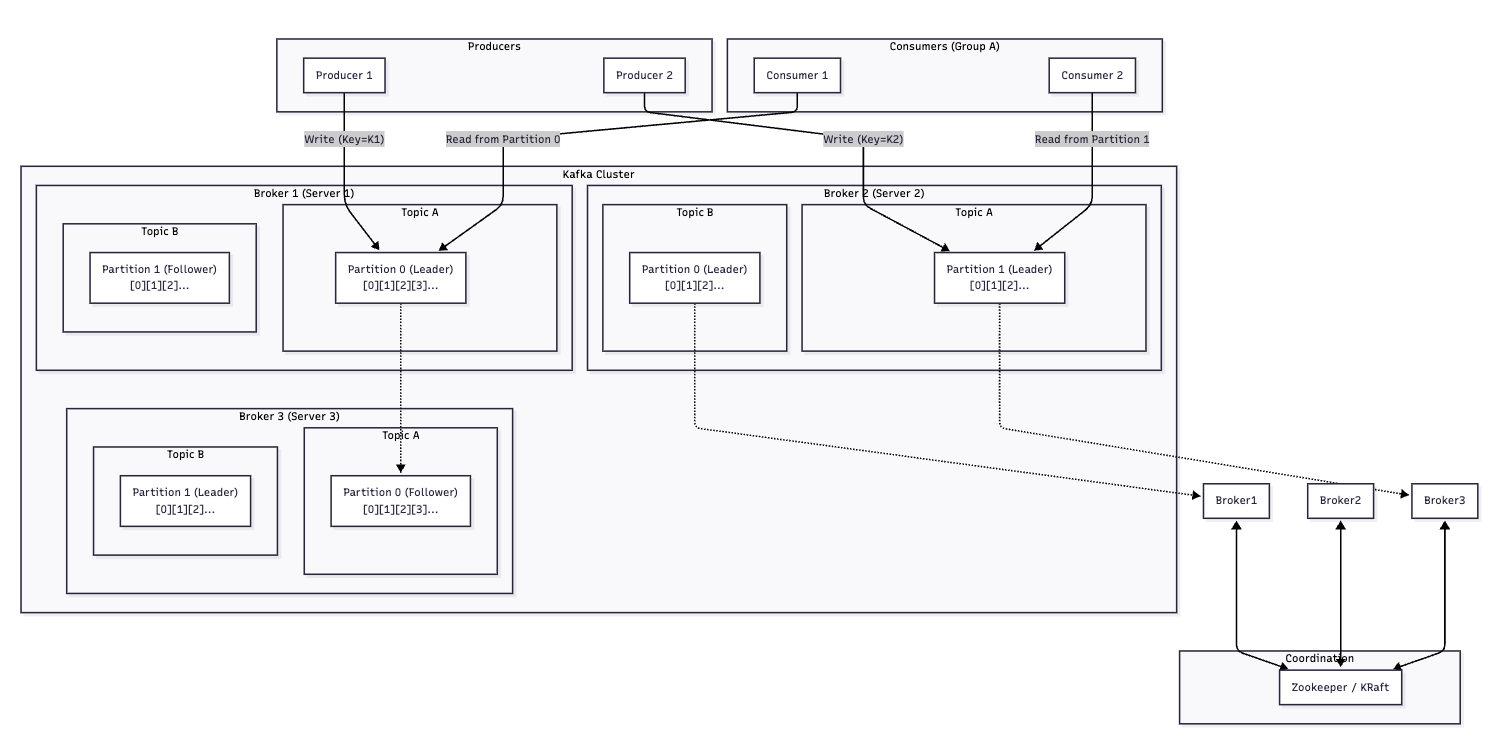 Producers
Consumers (Group A)
Producer 1
Producer 2
Consumer 1
Consumer 2
Write (Key=K1)
Read from Partition 0
Write (Key=K2)
Read from Partition 1
Kafka Cluster
Broker 1 (Server 1)
Topic B
Partition 1 (Follower)
[0][1][2]...
Topic A
Partition 0 (Leader)
[0][1][2][3]...
Broker 2 (Server 2)
Topic B
Partition 0 (Leader)
[0][1][2]...
Topic A
Partition 1 (Leader)
[0][1][2]...
Broker 3 (Server 3)
Topic B
Partition 1 (Leader)
[0][1][2]...
Topic A
Partition 0 (Follower)
[0][1][2][3]...
Broker1
Broker2
Broker3
Coordination
Zookeeper / KRaft